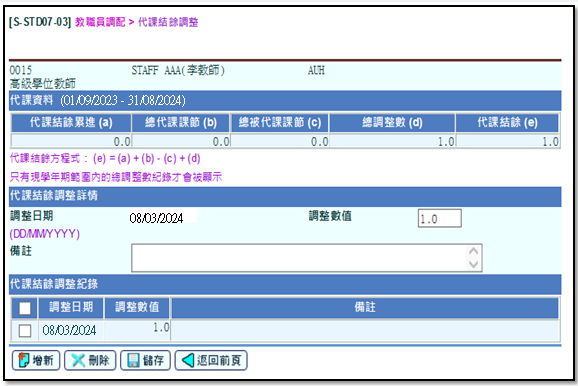 [S-STD07-03] 教職員調配 > 代課結餘調整
0015 STAFF AAA(李教師) AUH
高級學位教師
代課資料 (01/09/2023 - 31/08/2024)
代課結餘累進 (a) 總代課課節 (b) 總被代課課節 (c) 總調整數 (d) 代課結餘 (e)
0.0 0.0 0.0 1.0 1.0
代課結餘方程式： (e) = (a) + (b) - (c) + (d)
只有現學年期範圍內的總調整數紀錄才會被顯示
代課結餘調整詳情
調整日期 08/03/2024 調整數值 1.0
(DD/MM/YYYY)
備註
代課結餘調整紀錄
調整日期 調整數值 備註
08/03/2024 1.0
增新 刪除 儲存 返回前頁